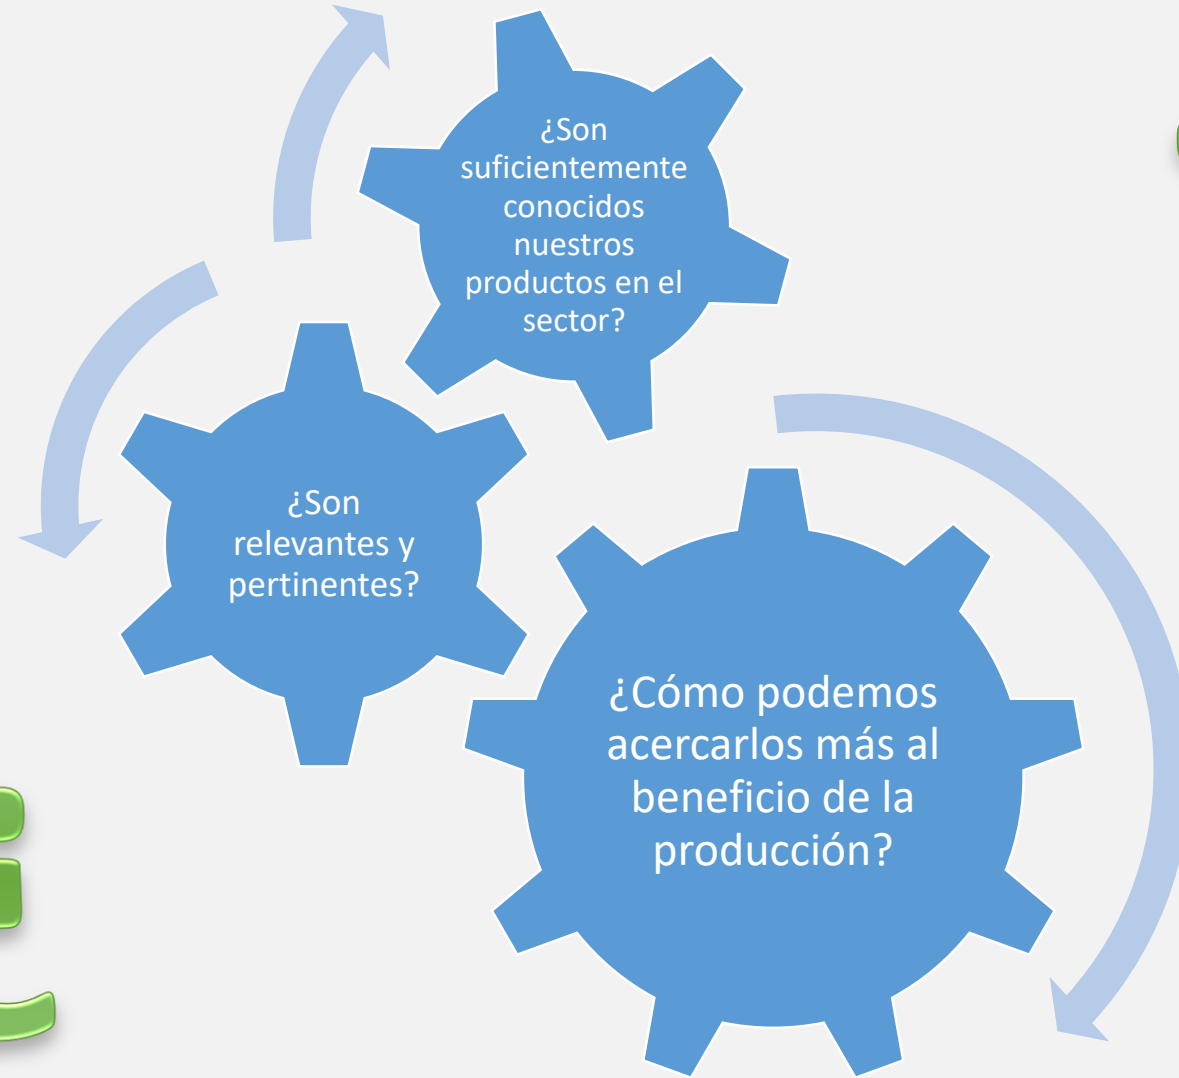 ¿Son
suficientemente
conocidos
nuestros
productos en el
sector?
¿Son
relevantes y
pertinentes?
¿Cómo podemos
acercarlos más al
beneficio de la
producción?